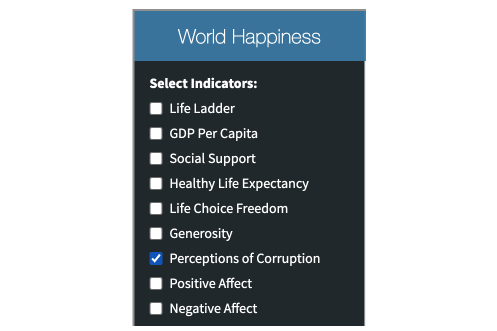 World Happiness
Select Indicators:
Life Ladder
GDP Per Capita
Social Support
Healthy Life Expectancy
Life Choice Freedom
Generosity
Perceptions of Corruption
Positive Affect
Negative Affect